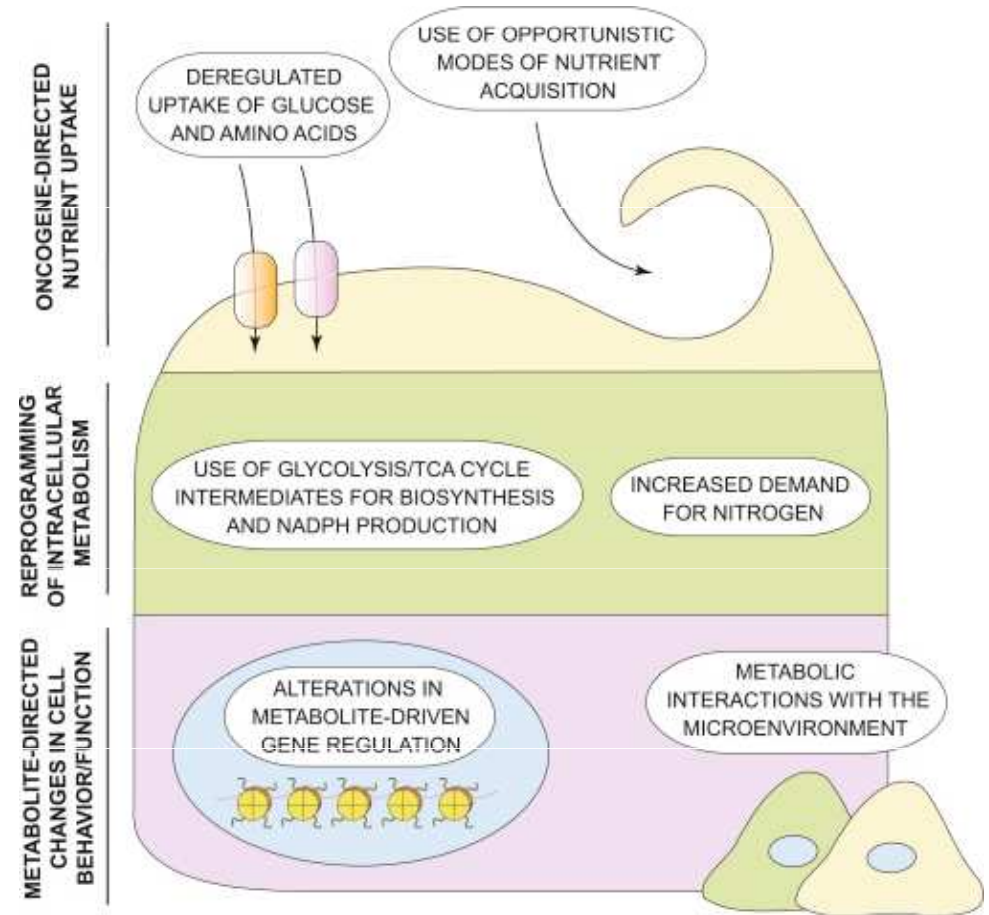 ONCOGENE-DIRECTED
NUTRIENT UPTAKE
DEREGULATED
UPTAKE OF GLUCOSE
AND AMINO ACIDS
USE OF OPPORTUNISTIC
MODES OF NUTRIENT
ACQUISITION
REPROGRAMMING
OF INTRACELLULAR
METABOLISM
USE OF GLYCOLYSIS/TCA CYCLE
INTERMEDIATES FOR BIOSYNTHESIS
AND NADPH PRODUCTION
INCREASED DEMAND
FOR NITROGEN
METABOLITE-DIRECTED
CHANGES IN CELL
BEHAVIOR/FUNCTION
ALTERATIONS IN
METABOLITE-DRIVEN
GENE REGULATION
METABOLIC
INTERACTIONS WITH THE
MICROENVIRONMENT